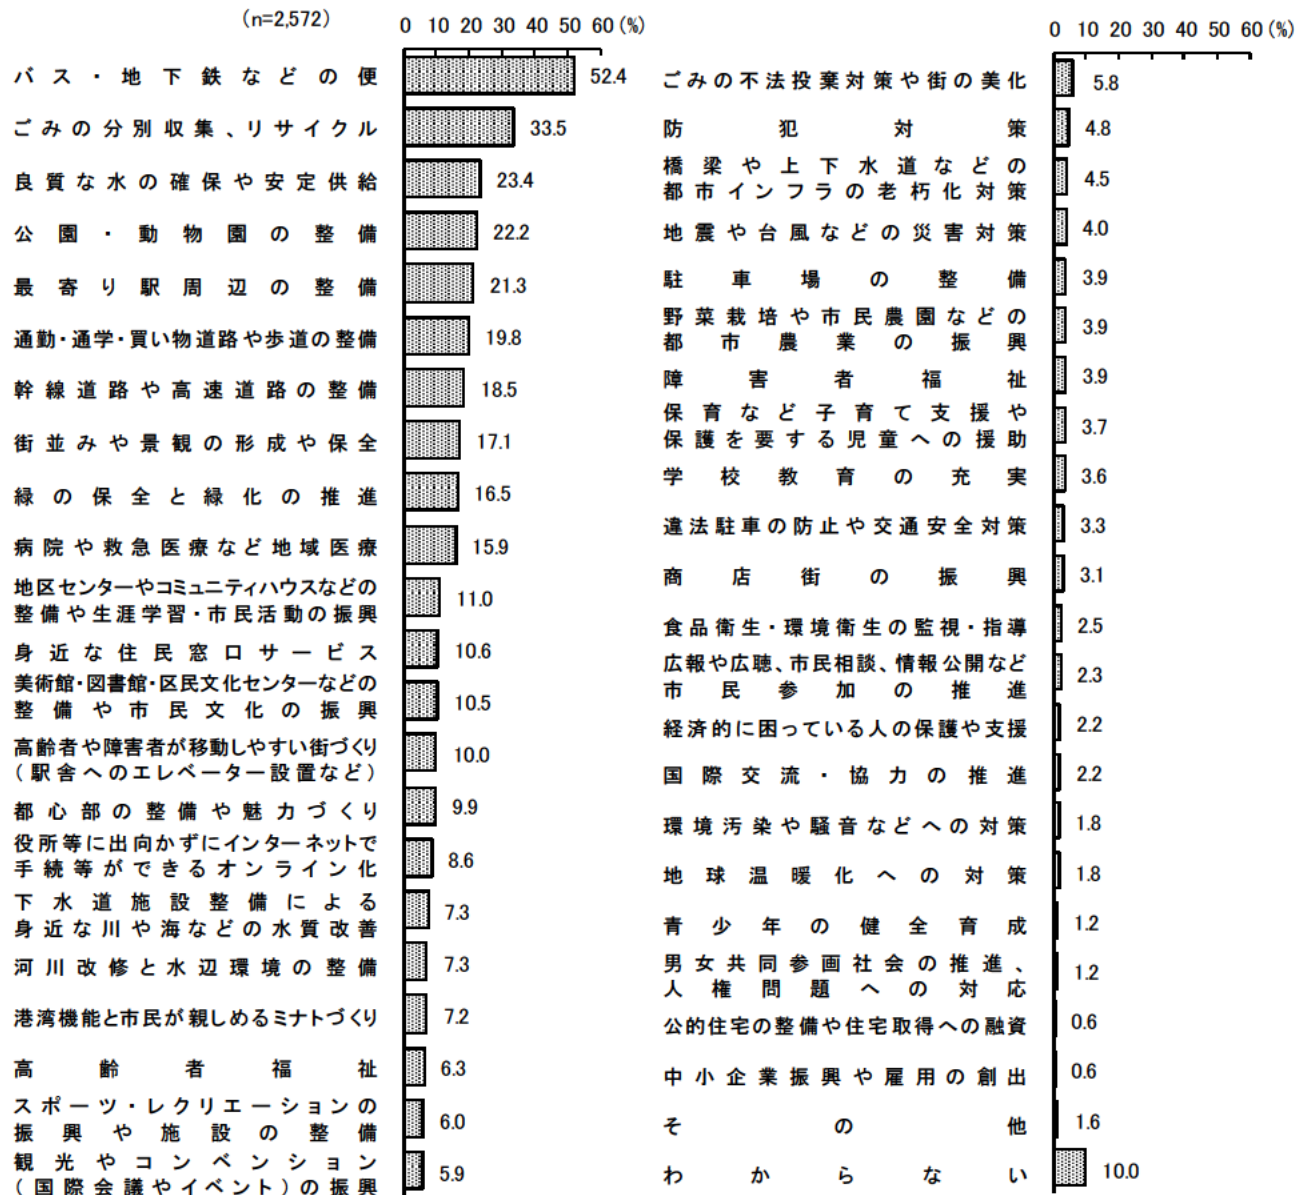 (n=2,572)
0 10 20 30 40 50 60 (%)
バス・地下鉄などの便 52.4
ごみの分別収集、リサイクル 33.5
良質な水の確保や安定供給 23.4
公園・動物園の整備 22.2
最寄り駅周辺の整備 21.3
通勤・通学・買い物道路や歩道の整備 19.8
幹線道路や高速道路の整備 18.5
街並みや景観の形成や保全 17.1
緑の保全と緑化の推進 16.5
病院や救急医療など地域医療 15.9
地区センターやコミュニティハウスなどの
整備や生涯学習・市民活動の振興 11.0
身近な住民窓口サービス 10.6
美術館・図書館・区民文化センターなどの
整備や市民文化の振興 10.5
高齢者や障害者が移動しやすい街づくり
(駅舎へのエレベーター設置など) 10.0
都心部の整備や魅力づくり 9.9
役所等に出向かずにインターネットで
手続等ができるオンライン化 8.6
下水道施設整備による
身近な川や海などの水質改善 7.3
河川改修と水辺環境の整備 7.3
港湾機能と市民が親しめるミナトづくり 7.2
高齢者福祉 6.3
スポーツ・レクリエーションの
振興や施設の整備 6.0
観光やコンベンション
(国際会議やイベント)の振興 5.9
0 10 20 30 40 50 60 (%)
ごみの不法投棄対策や街の美化 5.8
防犯対策 4.8
橋梁や上下水道などの
都市インフラの老朽化対策 4.5
地震や台風などの災害対策 4.0
駐車場の整備 3.9
野菜栽培や市民農園などの
都市農業の振興 3.9
障害者福祉 3.9
保育など子育て支援や
保護を要する児童への援助 3.7
学校教育の充実 3.6
違法駐車の防止や交通安全対策 3.3
商店街の振興 3.1
食品衛生・環境衛生の監視・指導 2.5
広報や広聴、市民相談、情報公開など
市民参加の推進 2.3
経済的に困っている人の保護や支援 2.2
国際交流・協力の推進 2.2
環境汚染や騒音などへの対策 1.8
地球温暖化への対策 1.8
青少年の健全育成 1.2
男女共同参画社会の推進、
人権問題への対応 1.2
公的住宅の整備や住宅取得への融資 0.6
中小企業振興や雇用の創出 0.6
その他 1.6
わからない 10.0